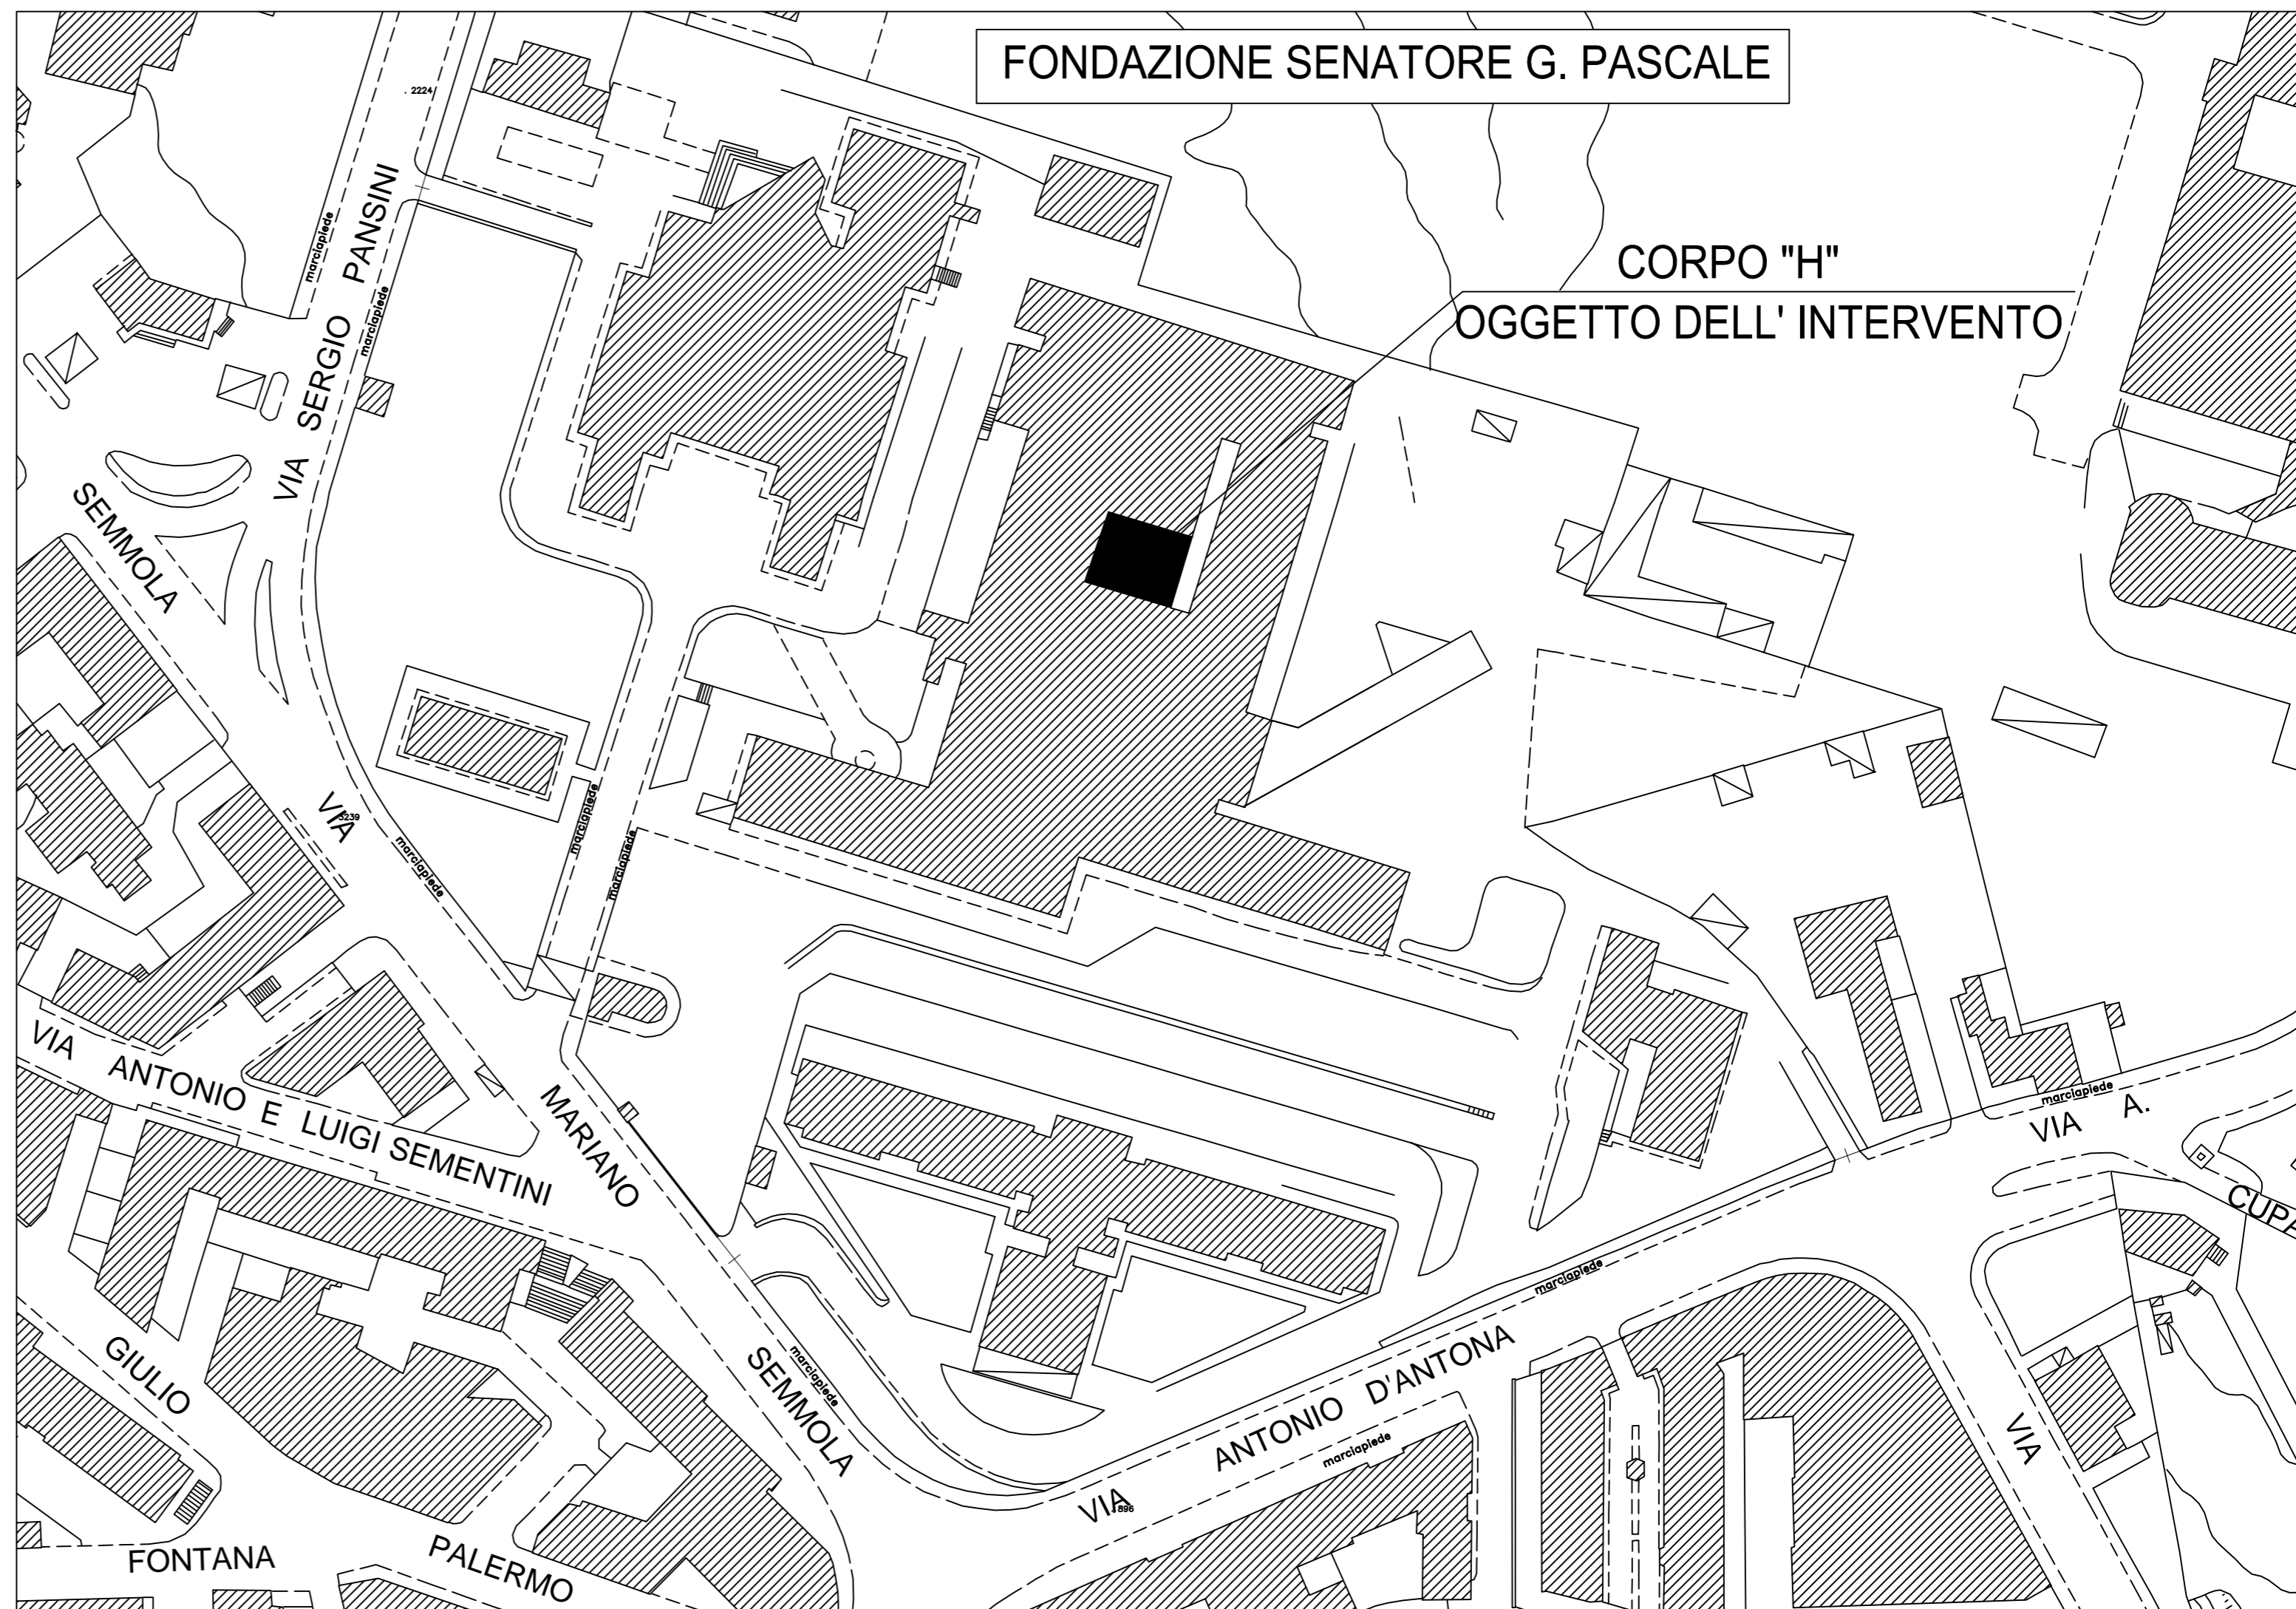 FONDAZIONE SENATORE G. PASCALE
. 2224
CORPO "H"
OGGETTO DELL' INTERVENTO
VIA SERGIO PANSINI
marciapiede
marciapiede
SEMMOLA
VIA
3239
marciapiede
marciapiede
marciapiede
VIA ANTONIO E LUIGI SEMENTINI
MARIANO
SEMMOLA
marciapiede
marciapiede
VIA A.
CUPA
marciapiede
VIA ANTONIO D'ANTONA
marciapiede
VIA
GIULIO
FONTANA
PALERMO